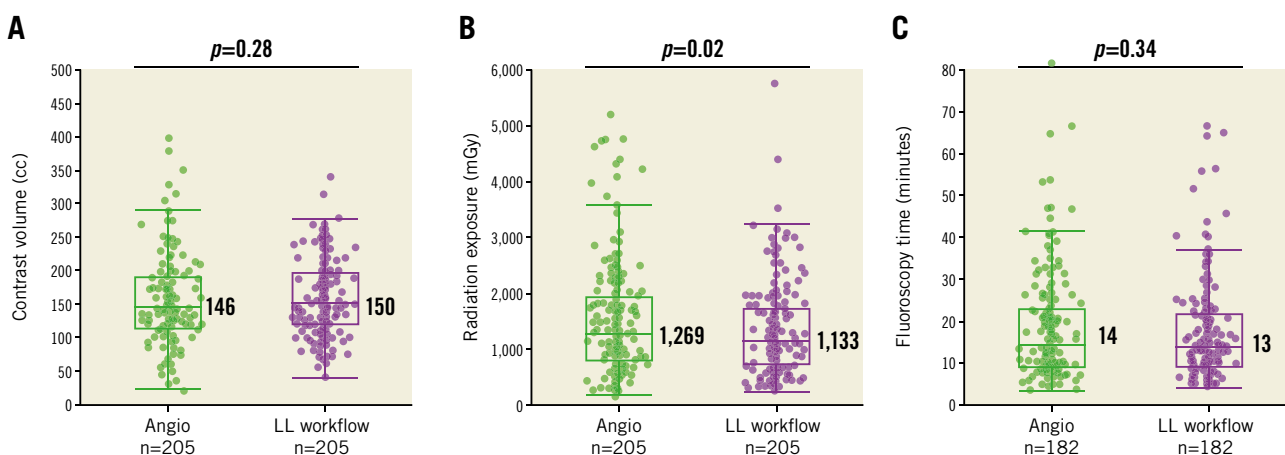 A
p=0.28
Contrast volume (cc)
500
450
400
350
300
250
200
150
100
50
0
146
150
Angio
n=205
LL workflow
n=205
B
p=0.02
Radiation exposure (mGy)
6,000
5,000
4,000
3,000
2,000
1,000
0
1,269
1,133
Angio
n=205
LL workflow
n=205
C
p=0.34
Fluoroscopy time (minutes)
80
70
60
50
40
30
20
10
0
14
13
Angio
n=182
LL workflow
n=182